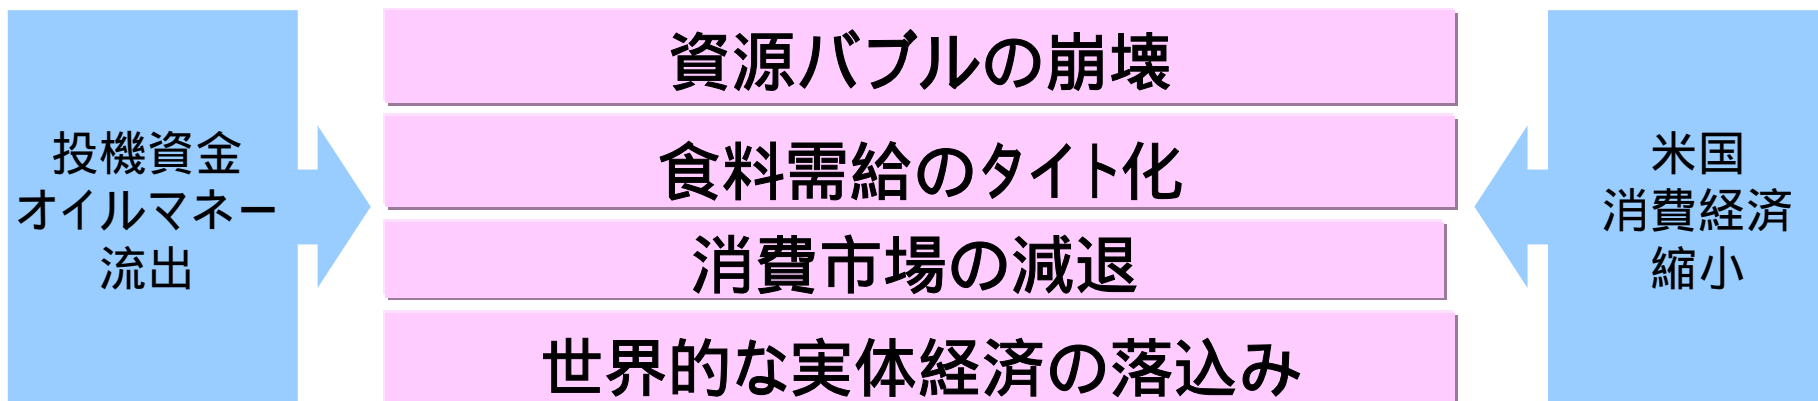 投機資金
オイルマネー
流出
資源バブルの崩壊
食料需給のタイト化
消費市場の減退
世界的な実体経済の落込み
米国
消費経済
縮小